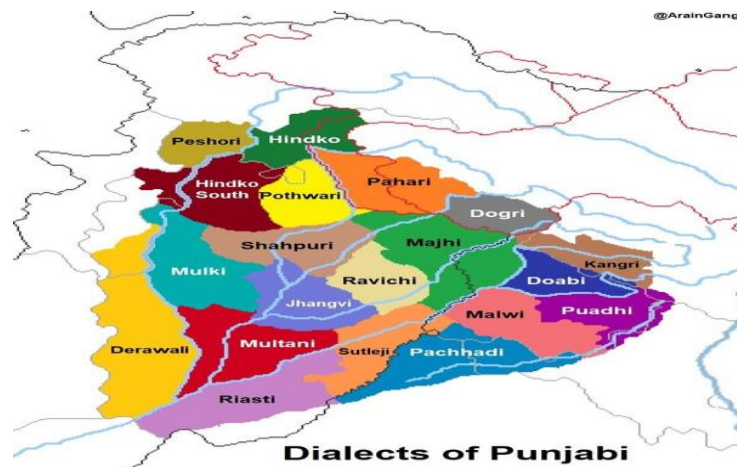 @ArainGang
Peshori
Hindko
Hindko
South
Pothwari
Pahari
Dogri
Shahpuri
Majhi
Kangri
Mulki
Ravichi
Doabi
Jhangvi
Malwi
Puadhi
Derawali
Multani
Sutleji
Pachhadi
Riasti
Dialects of Punjabi